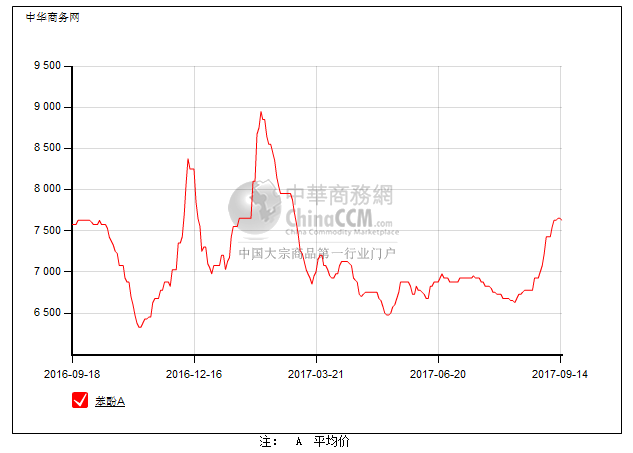 中华商务网
9 500
9 000
8 500
8 000
7 500
7 000
6 500
中華商務網
ChinaCCM.com
China Commodity Marketplace
中国大宗商品第一行业门户
2016-09-18 2016-12-16 2017-03-21 2017-06-20 2017-09-14
苯酚A
注： A 平均价